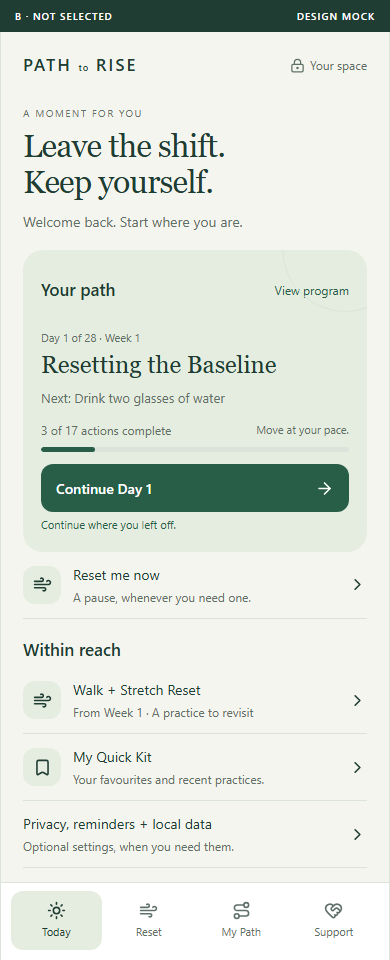 B · NOT SELECTED DESIGN MOCK
PATH to RISE Your space
A MOMENT FOR YOU
Leave the shift.
Keep yourself.
Welcome back. Start where you are.
Your path View program
Day 1 of 28 · Week 1
Resetting the Baseline
Next: Drink two glasses of water
3 of 17 actions complete Move at your pace.
Continue Day 1
Continue where you left off.
Reset me now
A pause, whenever you need one.
Within reach
Walk + Stretch Reset
From Week 1 · A practice to revisit
My Quick Kit
Your favourites and recent practices.
Privacy, reminders + local data
Optional settings, when you need them.
Today Reset My Path Support